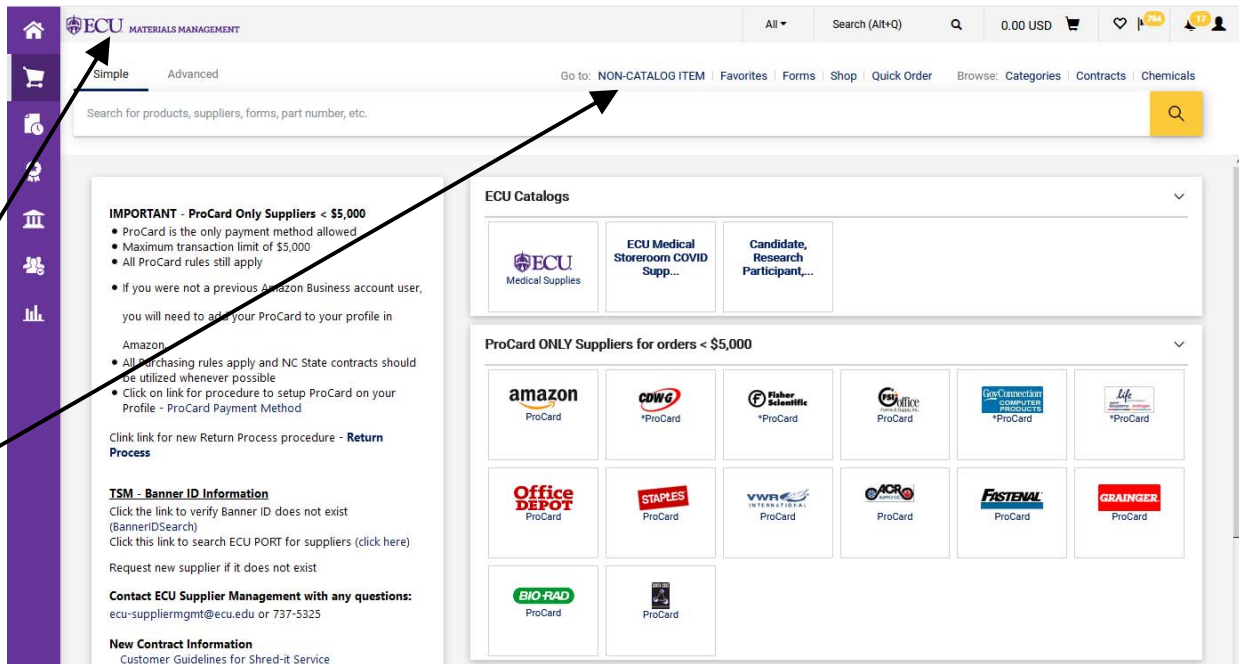 ECU MATERIALS MANAGEMENT
All Search (Alt+Q) 0.00 USD 794 17
Simple Advanced
Go to: NON-CATALOG ITEM | Favorites | Forms | Shop | Quick Order Browse: Categories | Contracts | Chemicals
Search for products, suppliers, forms, part number, etc.
IMPORTANT - ProCard Only Suppliers < $5,000
• ProCard is the only payment method allowed
• Maximum transaction limit of $5,000
• All ProCard rules still apply
• If you were not a previous Amazon Business account user,
you will need to add your ProCard to your profile in
Amazon.
• All Purchasing rules apply and NC State contracts should
be utilized whenever possible
• Click on link for procedure to setup ProCard on your
Profile - ProCard Payment Method
Clink link for new Return Process procedure - Return
Process
TSM - Banner ID Information
Click the link to verify Banner ID does not exist
(BannerIDSearch)
Click this link to search ECU PORT for suppliers (click here)
Request new supplier if it does not exist
Contact ECU Supplier Management with any questions:
ecu-suppliermgmt@ecu.edu or 737-5325
New Contract Information
Customer Guidelines for Shred-it Service
ECU Catalogs
ECU
Medical Supplies
ECU Medical
Storeroom COVID
Supp...
Candidate,
Research
Participant,...
ProCard ONLY Suppliers for orders < $5,000
amazon
ProCard
CDWG
*ProCard
Fisher
Scientific
*ProCard
FSIoffice
Forms & Supply, Inc.
ProCard
GovConnection
COMPUTER
PRODUCTS
*ProCard
life
*ProCard
Office
DEPOT
ProCard
STAPLES
ProCard
VWR
INTERNATIONAL
ProCard
ACR
ProCard
FASTENAL
ProCard
GRAINGER
ProCard
BIO-RAD
ProCard
ProCard